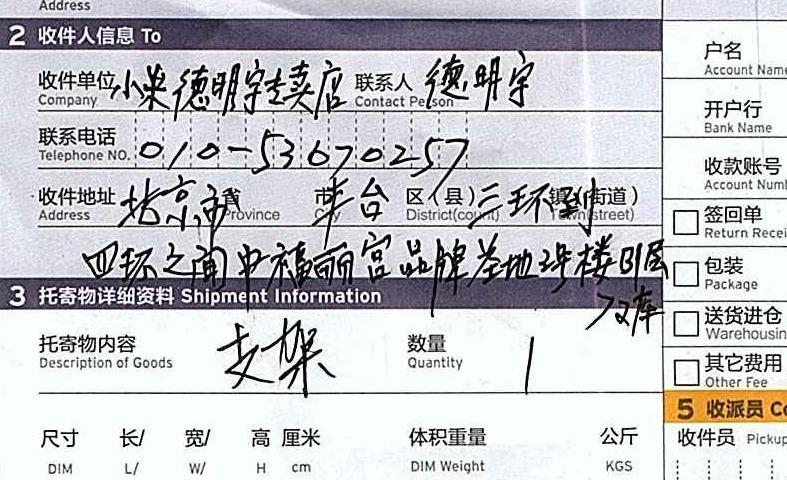 Address
2 收件人信息 To
收件单位 小米德明宇专卖店 联系人 德明宇
Company Contact Person
联系电话 010-53670257
Telephone NO.
收件地址 北京市 省 市 丰台 区(县) 三环到 镇(街道)
Address Province City District(county) Town(street)
四环之间中福丽宫品牌基地2号楼B1层
库
3 托寄物详细资料 Shipment Information
托寄物内容 支架 数量 1
Description of Goods Quantity
尺寸 长/ 宽/ 高 厘米 体积重量 公斤
DIM L/ W/ H cm DIM Weight KGS
户名
Account Name
开户行
Bank Name
收款账号
Account Numb
签回单
Return Recei
包装
Package
送货进仓
Warehousin
其它费用
Other Fee
5 收派员 Co
收件员 Pickup